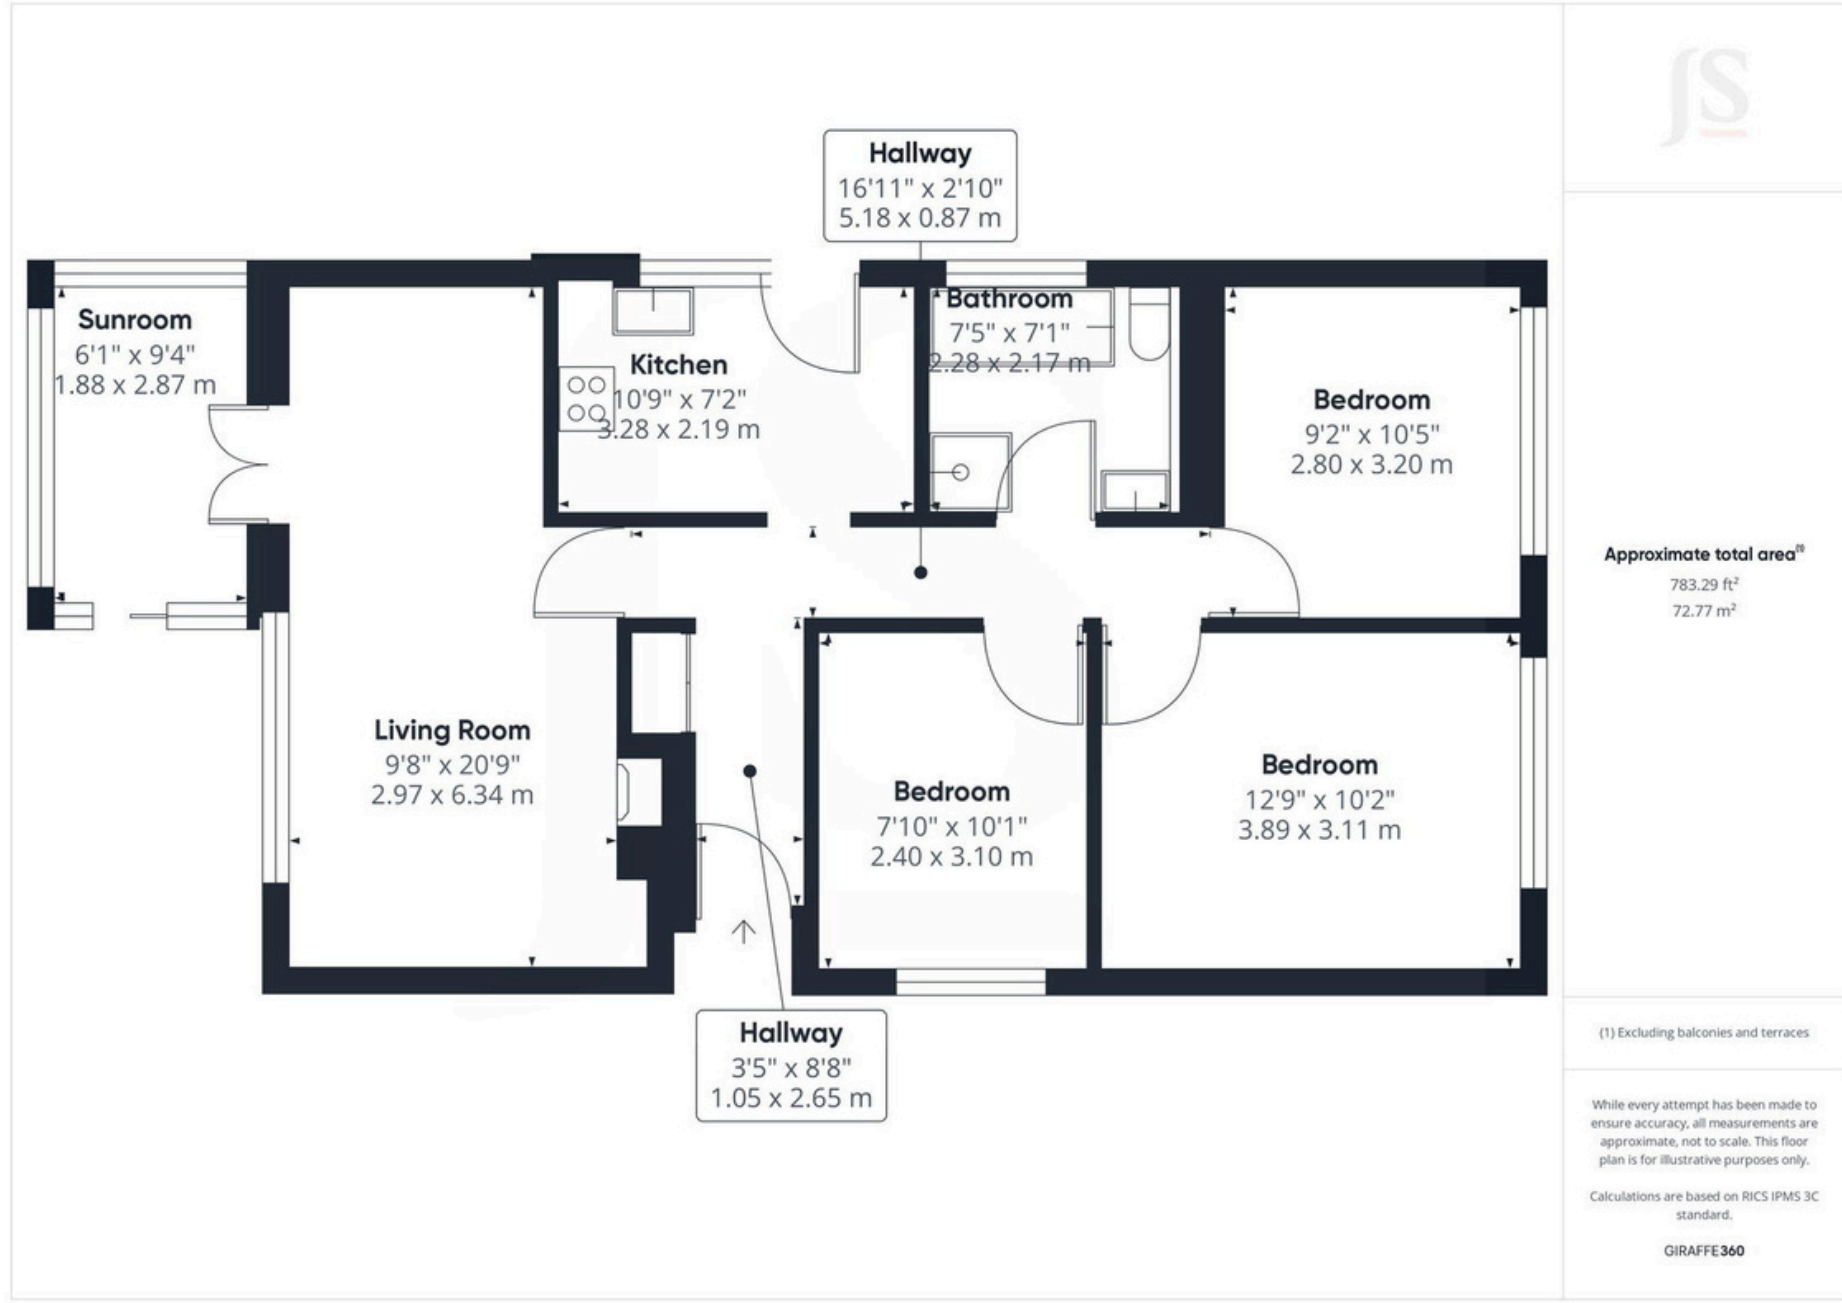 Hallway
16'11" x 2'10"
5.18 x 0.87 m
Sunroom
6'1" x 9'4"
1.88 x 2.87 m
Kitchen
10'9" x 7'2"
3.28 x 2.19 m
Bathroom
7'5" x 7'1"
2.28 x 2.17 m
Bedroom
9'2" x 10'5"
2.80 x 3.20 m
Living Room
9'8" x 20'9"
2.97 x 6.34 m
Bedroom
7'10" x 10'1"
2.40 x 3.10 m
Bedroom
12'9" x 10'2"
3.89 x 3.11 m
Hallway
3'5" x 8'8"
1.05 x 2.65 m
JS
Approximate total area(1)
783.29 ft²
72.77 m²
(1) Excluding balconies and terraces
While every attempt has been made to
ensure accuracy, all measurements are
approximate, not to scale. This floor
plan is for illustrative purposes only.
Calculations are based on RICS IPMS 3C
standard.
GIRAFFE360